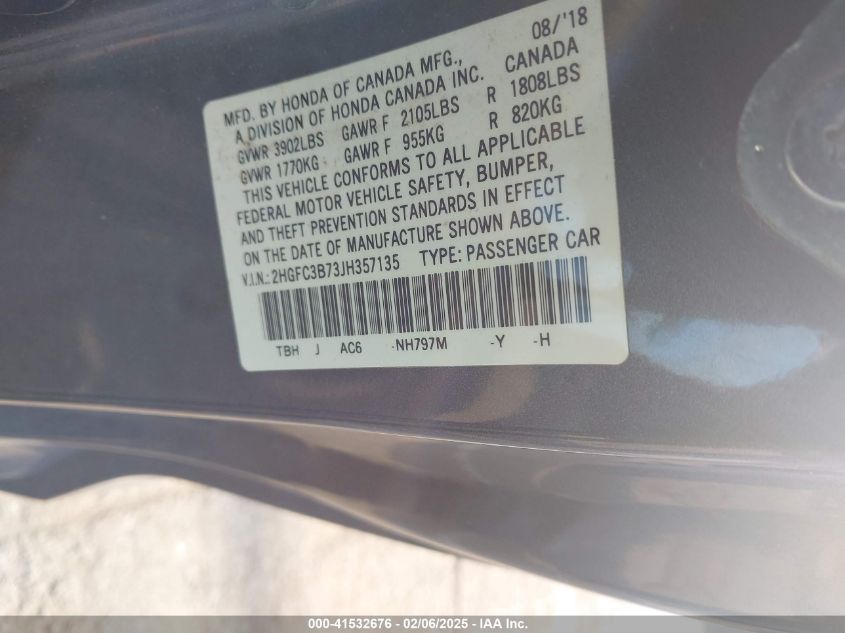 08/'18
MFD. BY HONDA OF CANADA MFG., CANADA
A DIVISION OF HONDA CANADA INC.
GVWR 3902LBS GAWR F 2105LBS R 1808LBS
GVWR 1770KG GAWR F 955KG R 820KG
THIS VEHICLE CONFORMS TO ALL APPLICABLE
FEDERAL MOTOR VEHICLE SAFETY, BUMPER,
AND THEFT PREVENTION STANDARDS IN EFFECT
ON THE DATE OF MANUFACTURE SHOWN ABOVE.
V.I.N.:2HGFC3B73JH357135 TYPE: PASSENGER CAR
TBH J AC6 -NH797M -Y -H
000-41532676 - 02/06/2025 - IAA Inc.